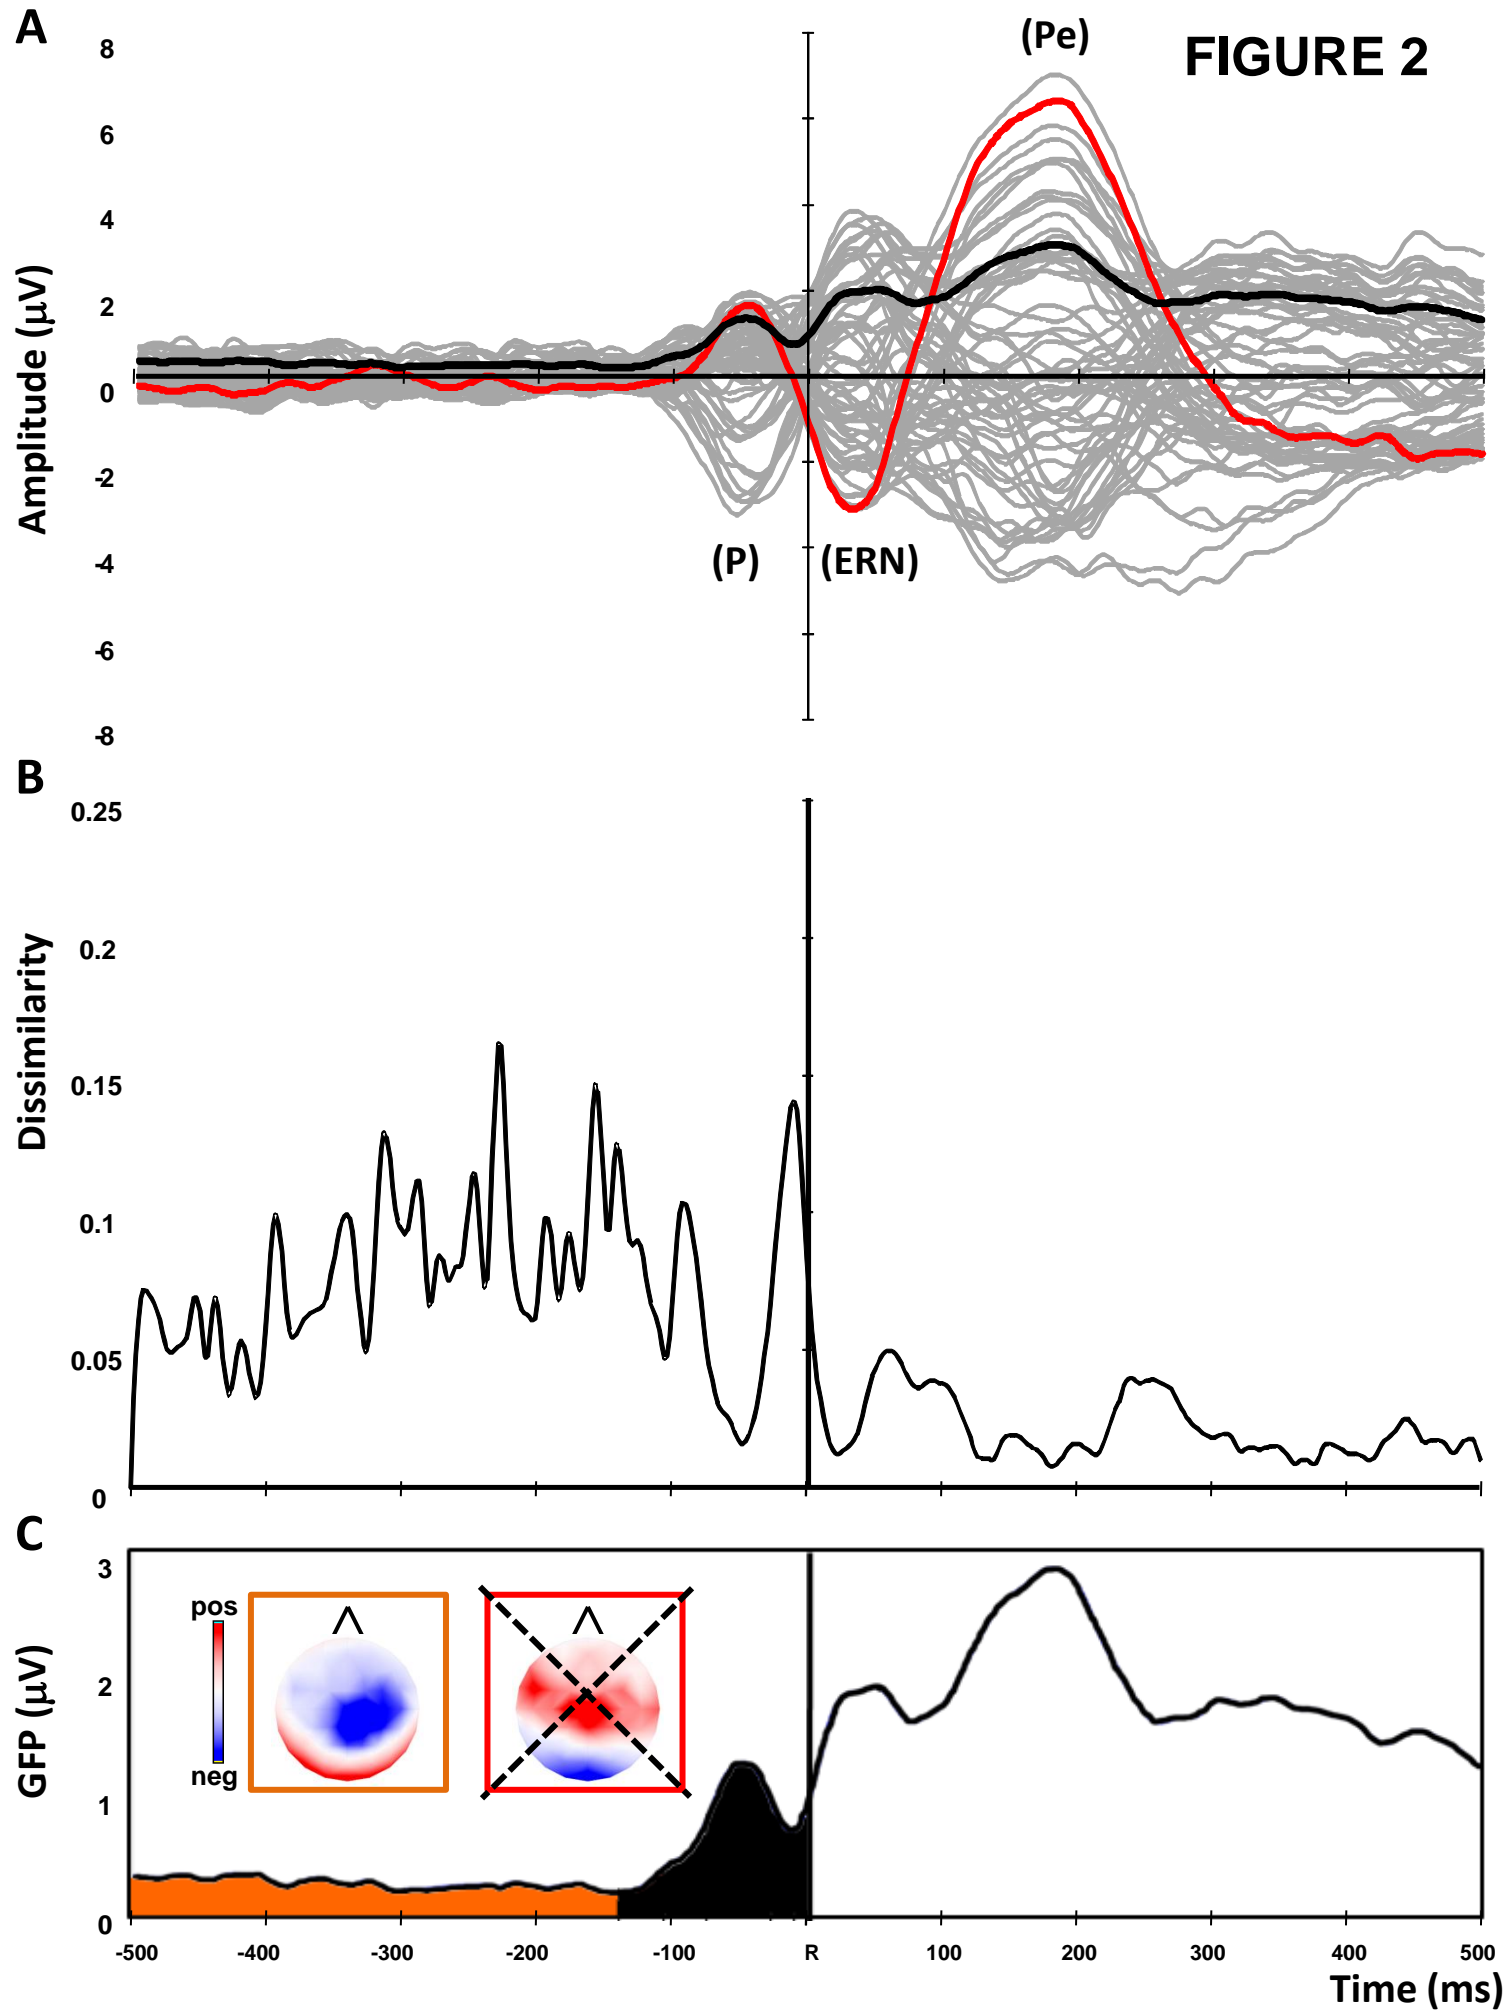 A
FIGURE 2
(Pe)
8
6
4
2
0
-2
-4
-6
-8
Amplitude (µV)
(P)
(ERN)
B
0.25
0.2
0.15
0.1
0.05
0
Dissimilarity
C
3
2
1
0
GFP (µV)
pos
neg
-500 -400 -300 -200 -100 R 100 200 300 400 500
Time (ms)